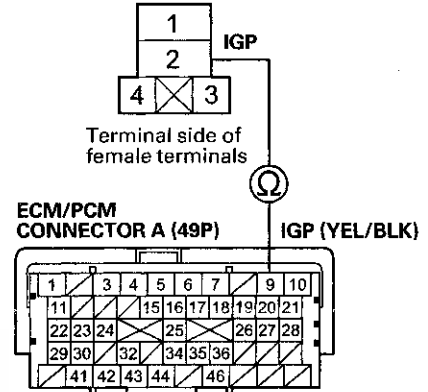 1
IGP
2
4 3
Terminal side of
female terminals
Ω
ECM/PCM
CONNECTOR A (49P)
IGP (YEL/BLK)
1 3 4 5 6 7 9 10
11 15 16 17 18 19 20 21
22 23 24 25 26 27 28
29 30 32 34 35 36
41 42 43 44 46